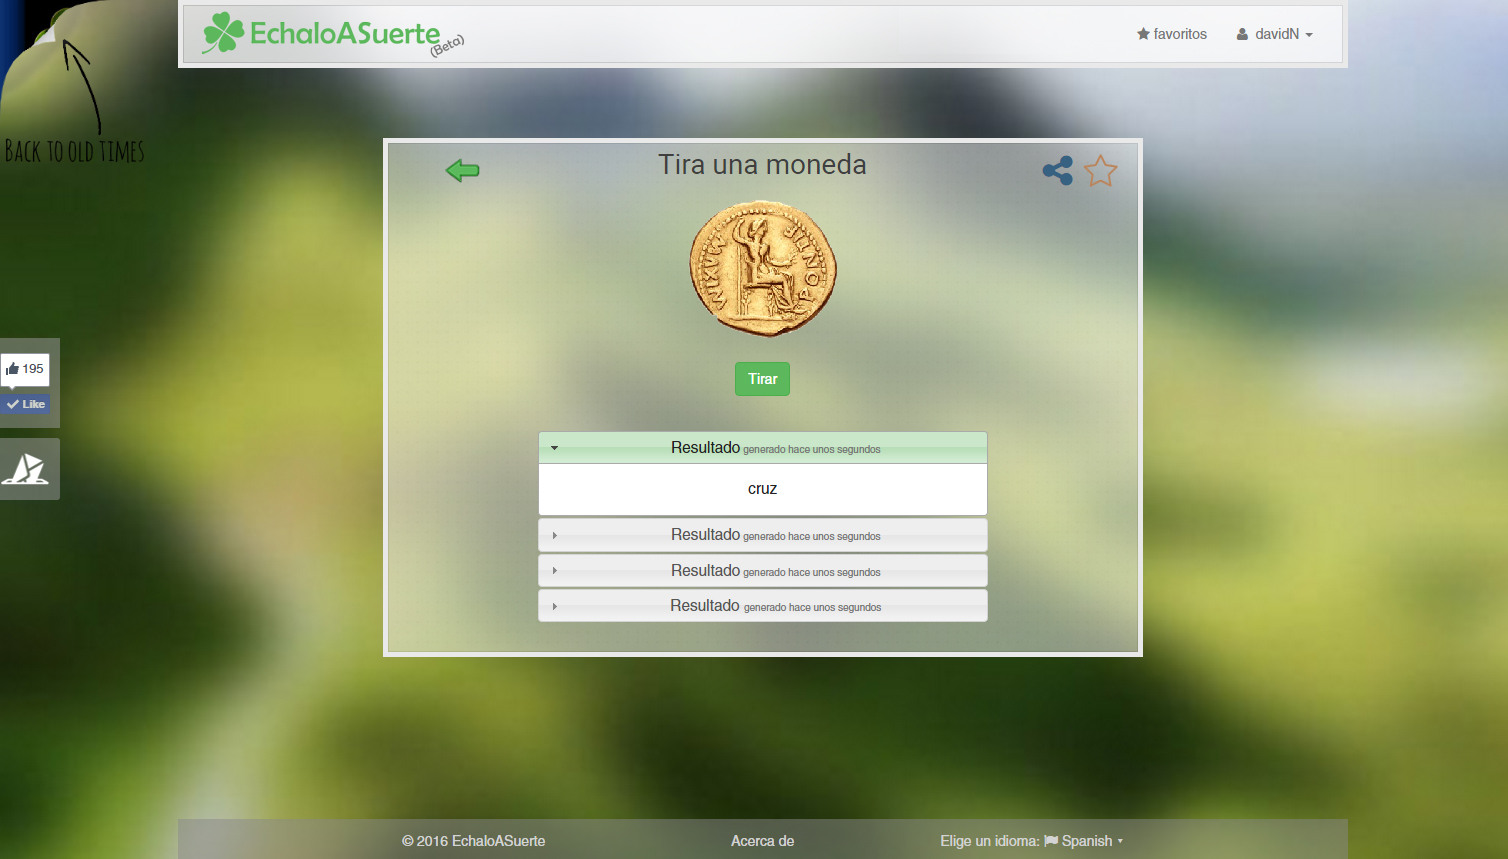 EchaloASuerte
(Beta)
favoritos
davidN
BACK TO OLD TIMES
Tira una moneda
PONTIF MAXIM
Tirar
195
Like
Resultado generado hace unos segundos
cruz
Resultado generado hace unos segundos
Resultado generado hace unos segundos
Resultado generado hace unos segundos
© 2016 EchaloASuerte
Acerca de
Elige un idioma: Spanish